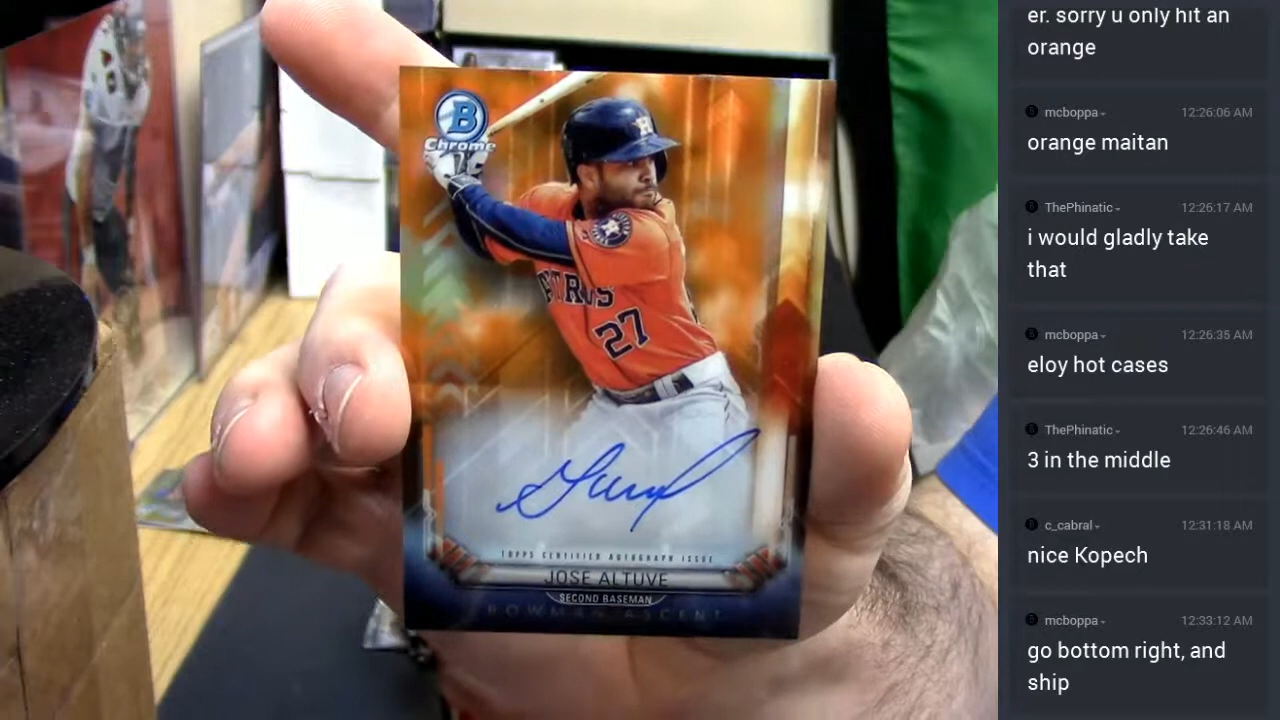 B
Chrome
ASTROS
27
TOPPS CERTIFIED AUTOGRAPH ISSUE
JOSE ALTUVE
SECOND BASEMAN
BOWMAN ASCENT
er. sorry u only hit an
orange
mcboppa 12:26:06 AM
orange maitan
ThePhinatic 12:26:17 AM
i would gladly take
that
mcboppa 12:26:35 AM
eloy hot cases
ThePhinatic 12:26:46 AM
3 in the middle
c_cabral 12:31:18 AM
nice Kopech
mcboppa 12:33:12 AM
go bottom right, and
ship